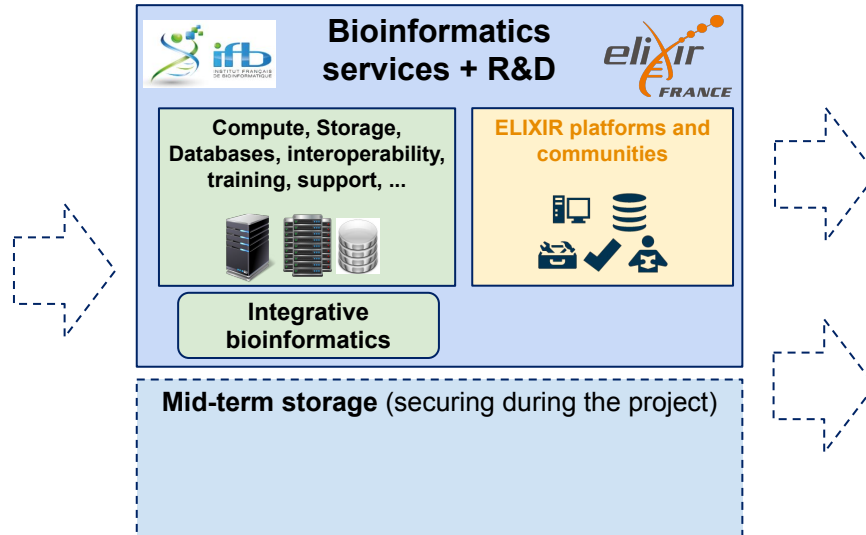 Bioinformatics
services + R&D
ifb
INSTITUT FRANÇAIS
DE BIOINFORMATIQUE
elixir
FRANCE
Compute, Storage,
Databases, interoperability,
training, support, ...
ELIXIR platforms and
communities
Integrative
bioinformatics
Mid-term storage (securing during the project)